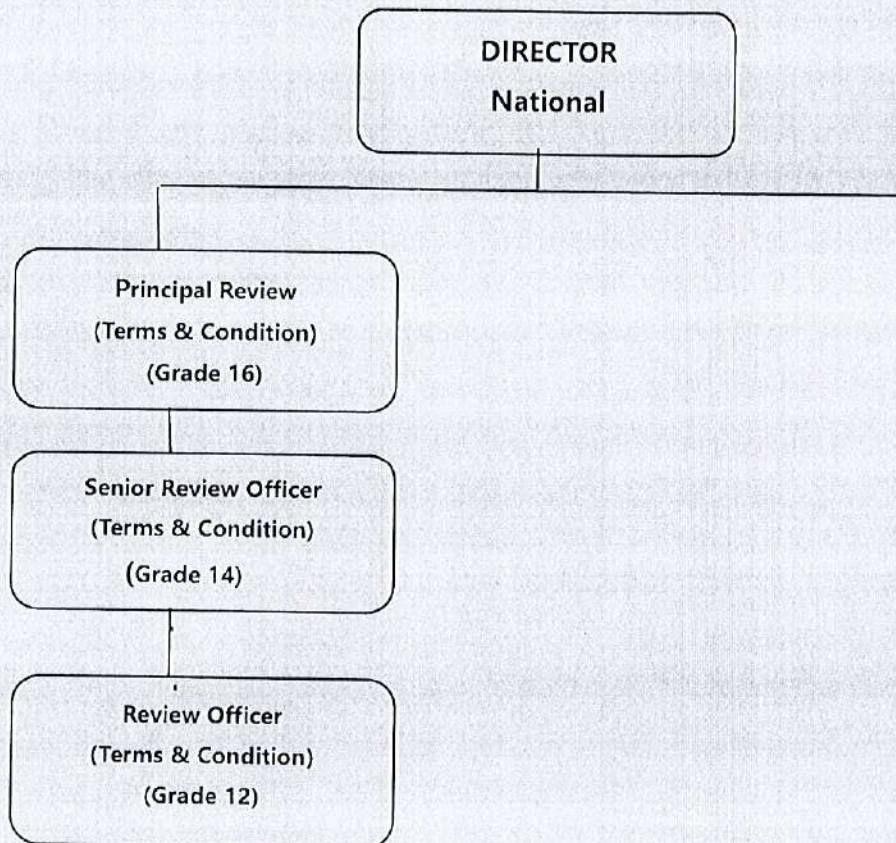 DIRECTOR
National
Principal Review
(Terms & Condition)
(Grade 16)
Senior Review Officer
(Terms & Condition)
(Grade 14)
Review Officer
(Terms & Condition)
(Grade 12)